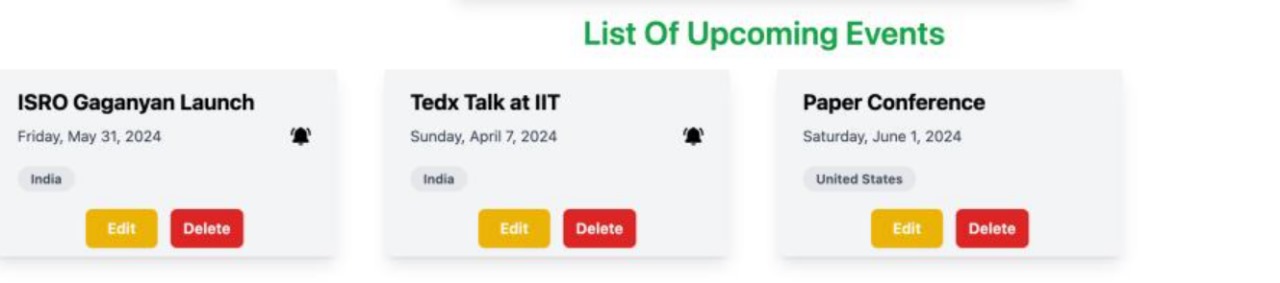 List Of Upcoming Events
ISRO Gaganyan Launch
Friday, May 31, 2024
India
Edit
Delete
Tedx Talk at IIT
Sunday, April 7, 2024
India
Edit
Delete
Paper Conference
Saturday, June 1, 2024
United States
Edit
Delete